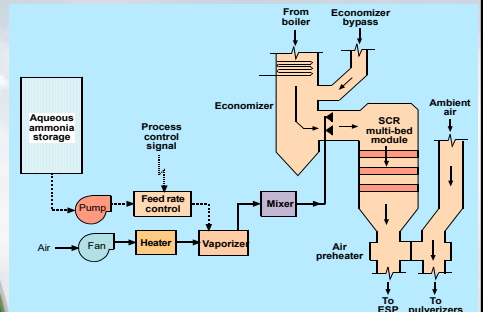 From
boiler
Economizer
bypass
Economizer
Aqueous
ammonia
storage
Process
control
signal
SCR
multi-bed
module
Ambient
air
Pump
Feed rate
control
Mixer
Air
Fan
Heater
Vaporizer
Air
preheater
To
ESP
To
pulverizers